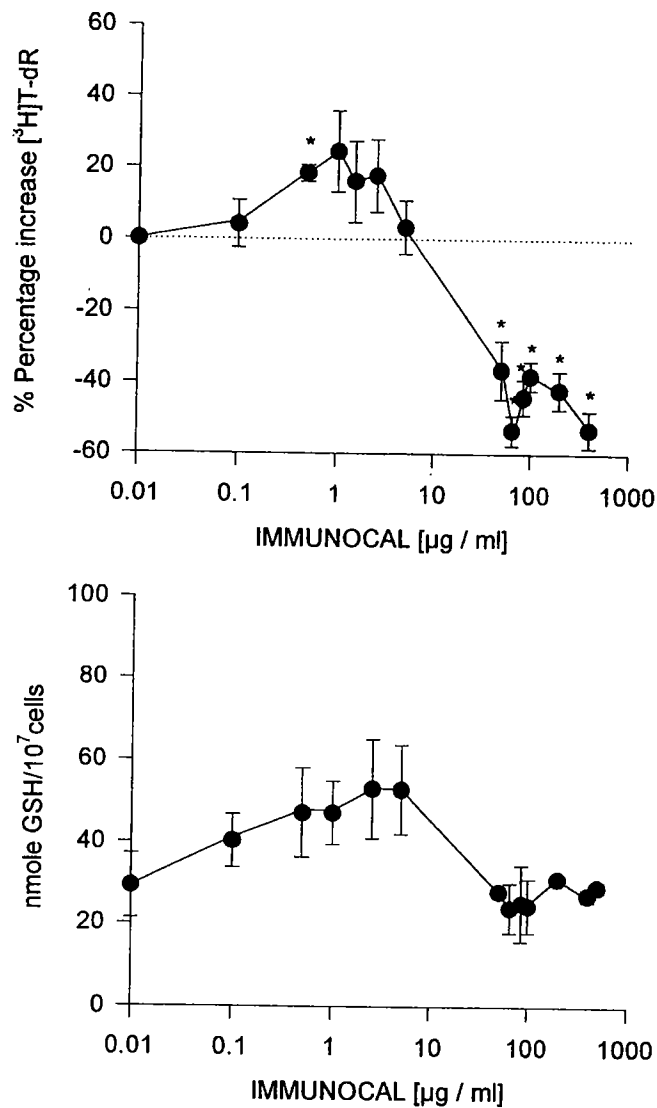 % Percentage increase [³H]T-dR
60
40
20
0
-20
-40
-60
*
* * * * * *
0.01 0.1 1 10 100 1000
IMMUNOCAL [µg / ml]
nmole GSH/10⁷cells
100
80
60
40
20
0
0.01 0.1 1 10 100 1000
IMMUNOCAL [µg / ml]